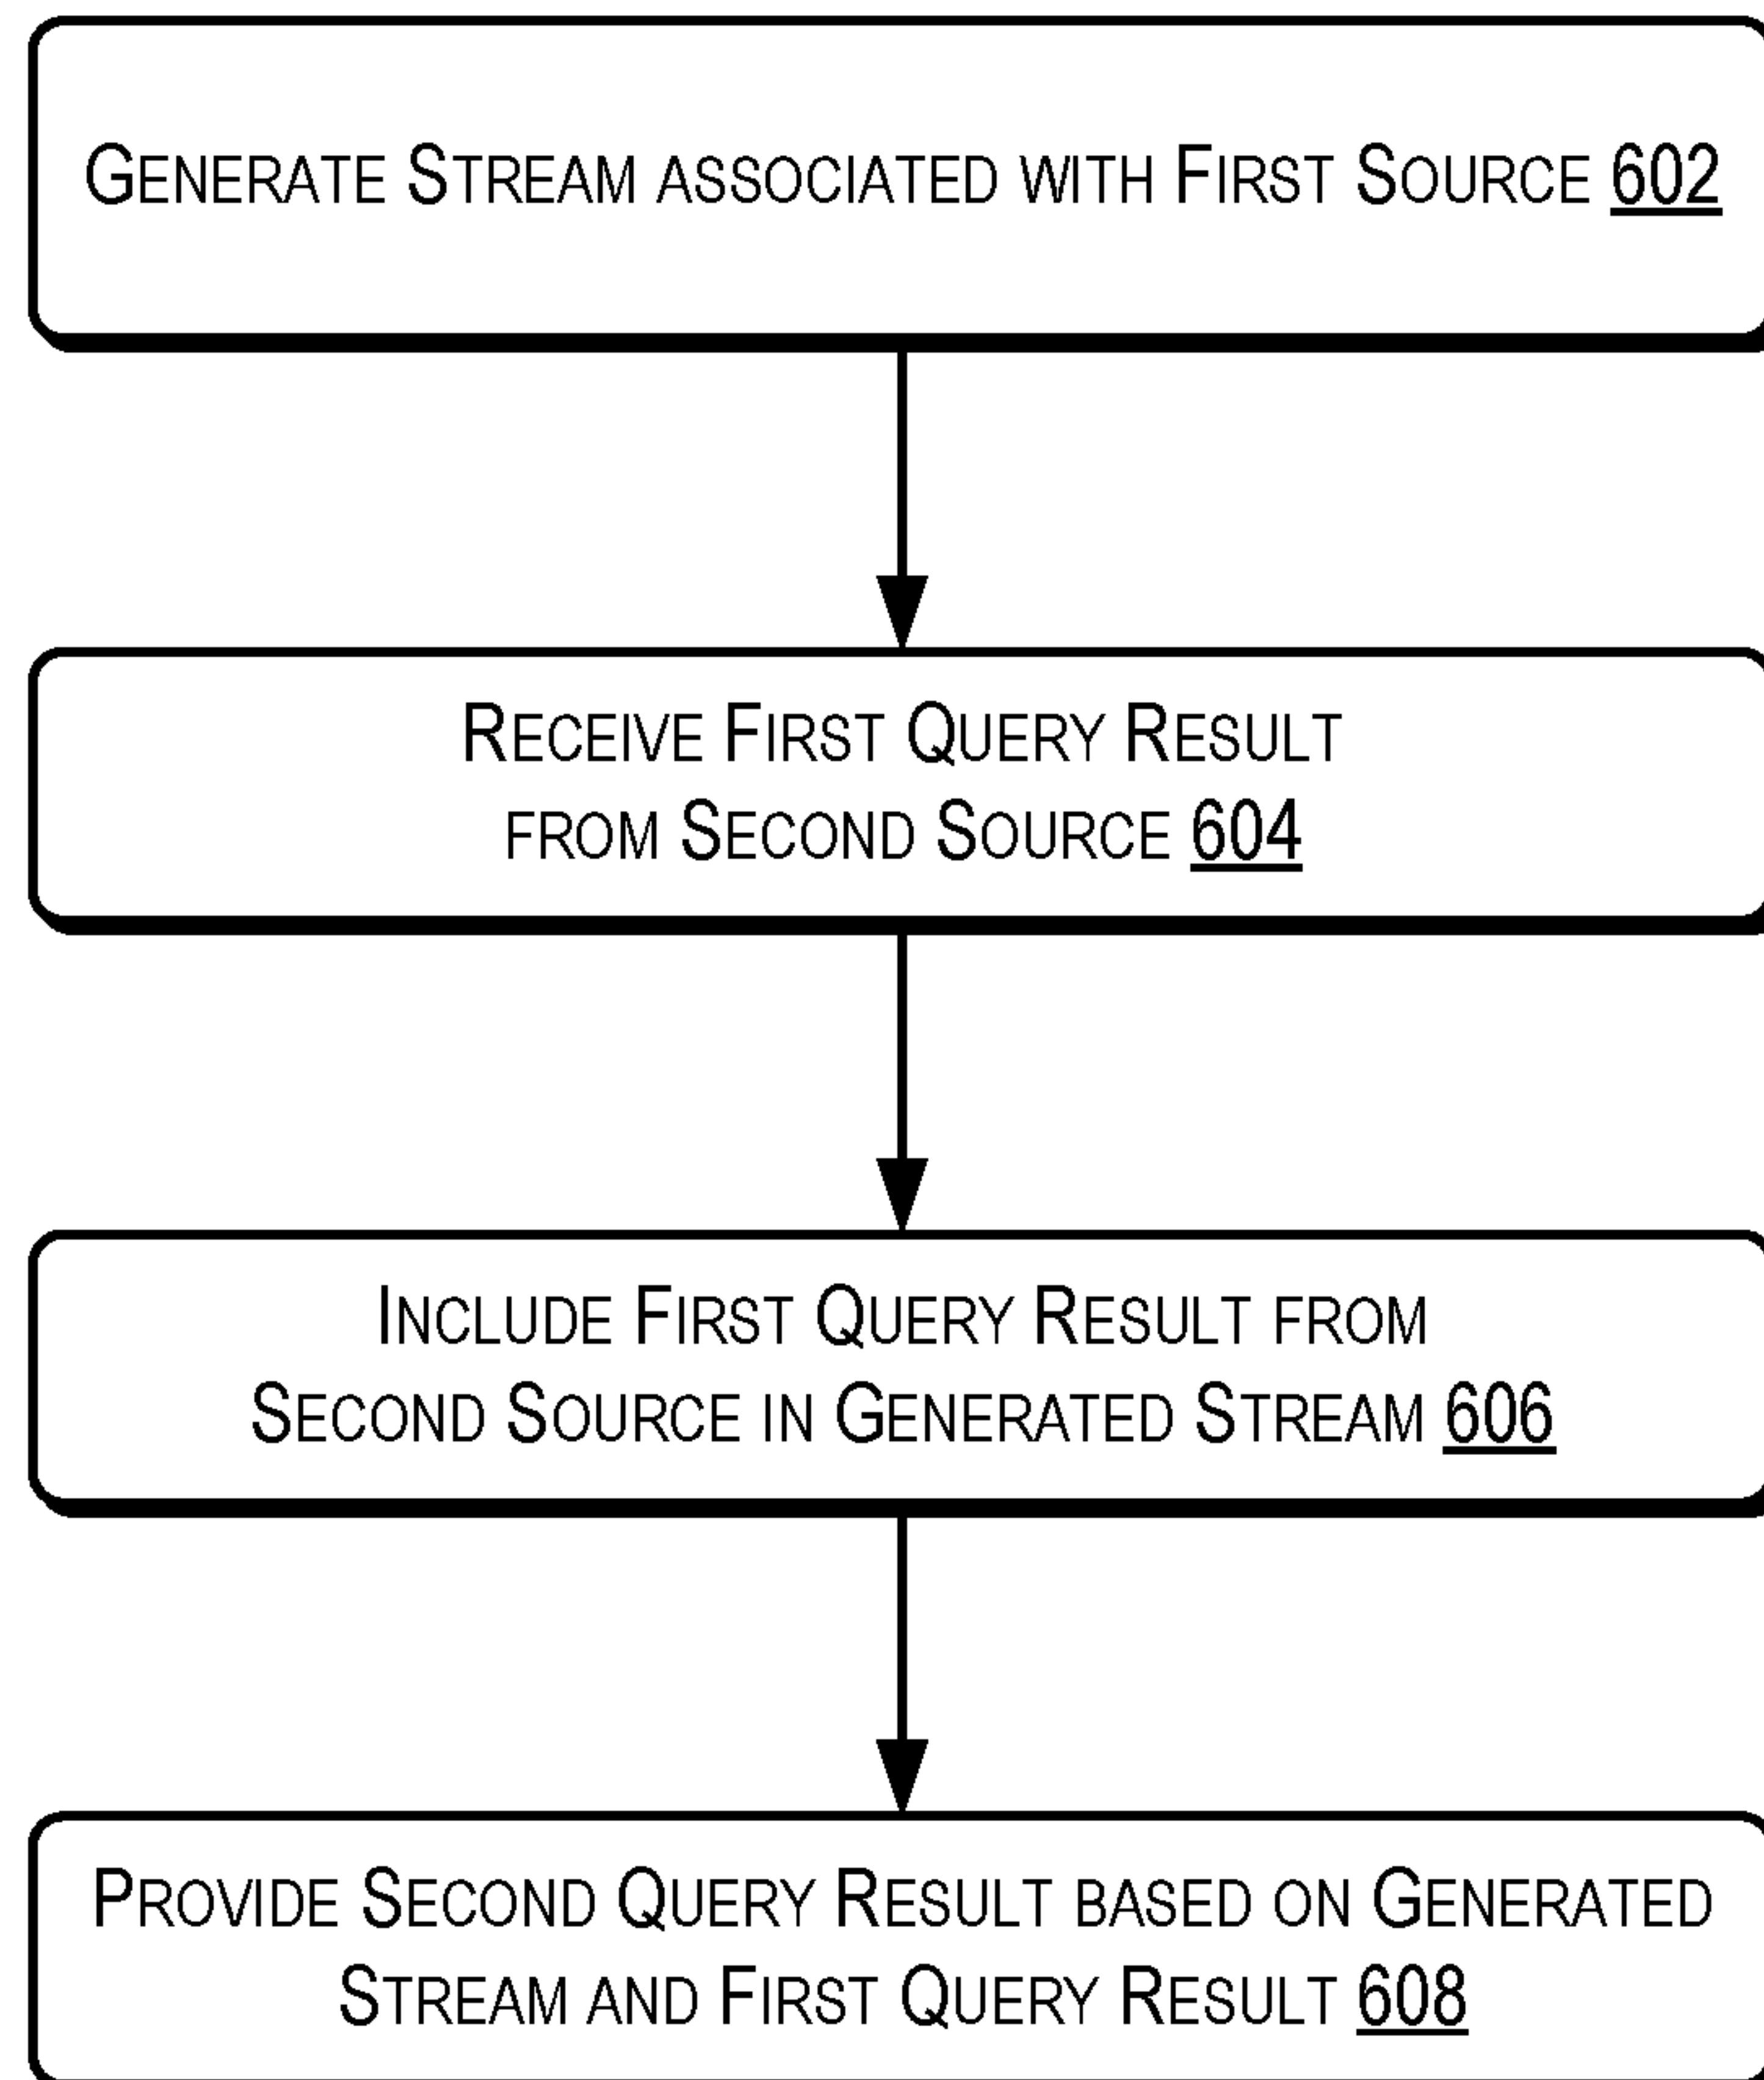 Generate Stream associated with First Source 602
Receive First Query Result
from Second Source 604
Include First Query Result from
Second Source in Generated Stream 606
Provide Second Query Result based on Generated
Stream and First Query Result 608